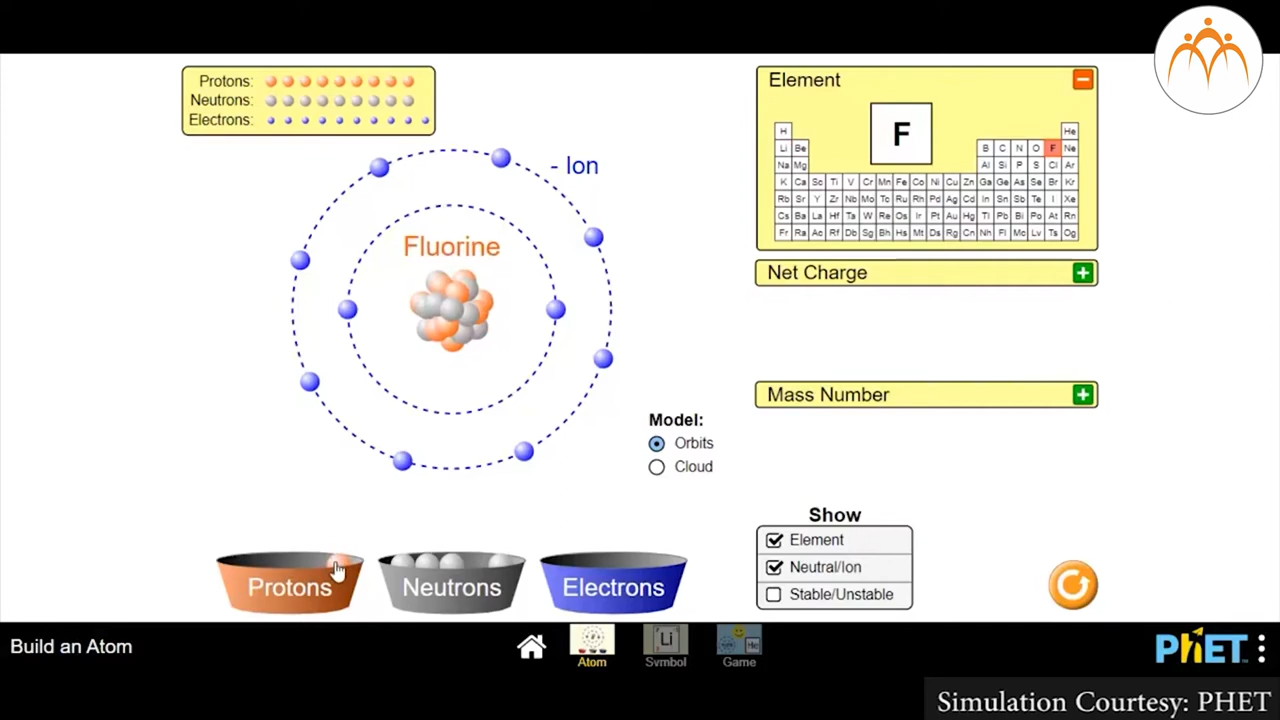 Protons:
Neutrons:
Electrons:
- Ion
Fluorine
Element
F
H He
Li Be B C N O F Ne
Na Mg Al Si P S Cl Ar
K Ca Sc Ti V Cr Mn Fe Co Ni Cu Zn Ga Ge As Se Br Kr
Rb Sr Y Zr Nb Mo Tc Ru Rh Pd Ag Cd In Sn Sb Te I Xe
Cs Ba La Hf Ta W Re Os Ir Pt Au Hg Tl Pb Bi Po At Rn
Fr Ra Ac Rf Db Sg Bh Hs Mt Ds Rg Cn Nh Fl Mc Lv Ts Og
Net Charge
Mass Number
Model:
Orbits
Cloud
Show
Element
Neutral/Ion
Stable/Unstable
Protons
Neutrons
Electrons
Build an Atom
Li
He
Atom
Symbol
Game
PhET
Simulation Courtesy: PHET